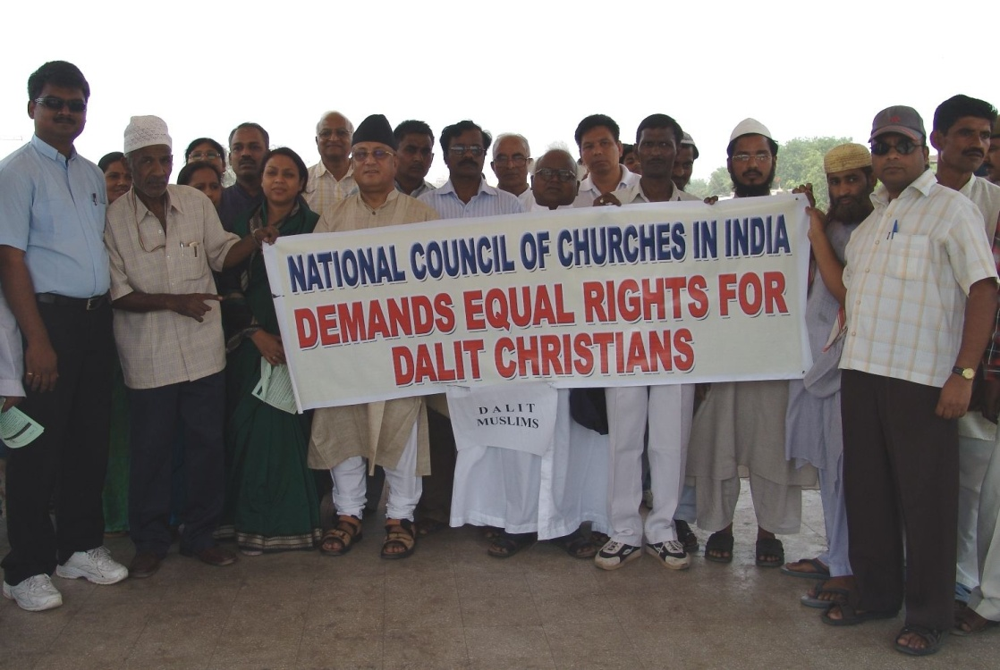 NATIONAL COUNCIL OF CHURCHES IN INDIA
DEMANDS EQUAL RIGHTS FOR
DALIT CHRISTIANS
DALIT
MUSLIMS